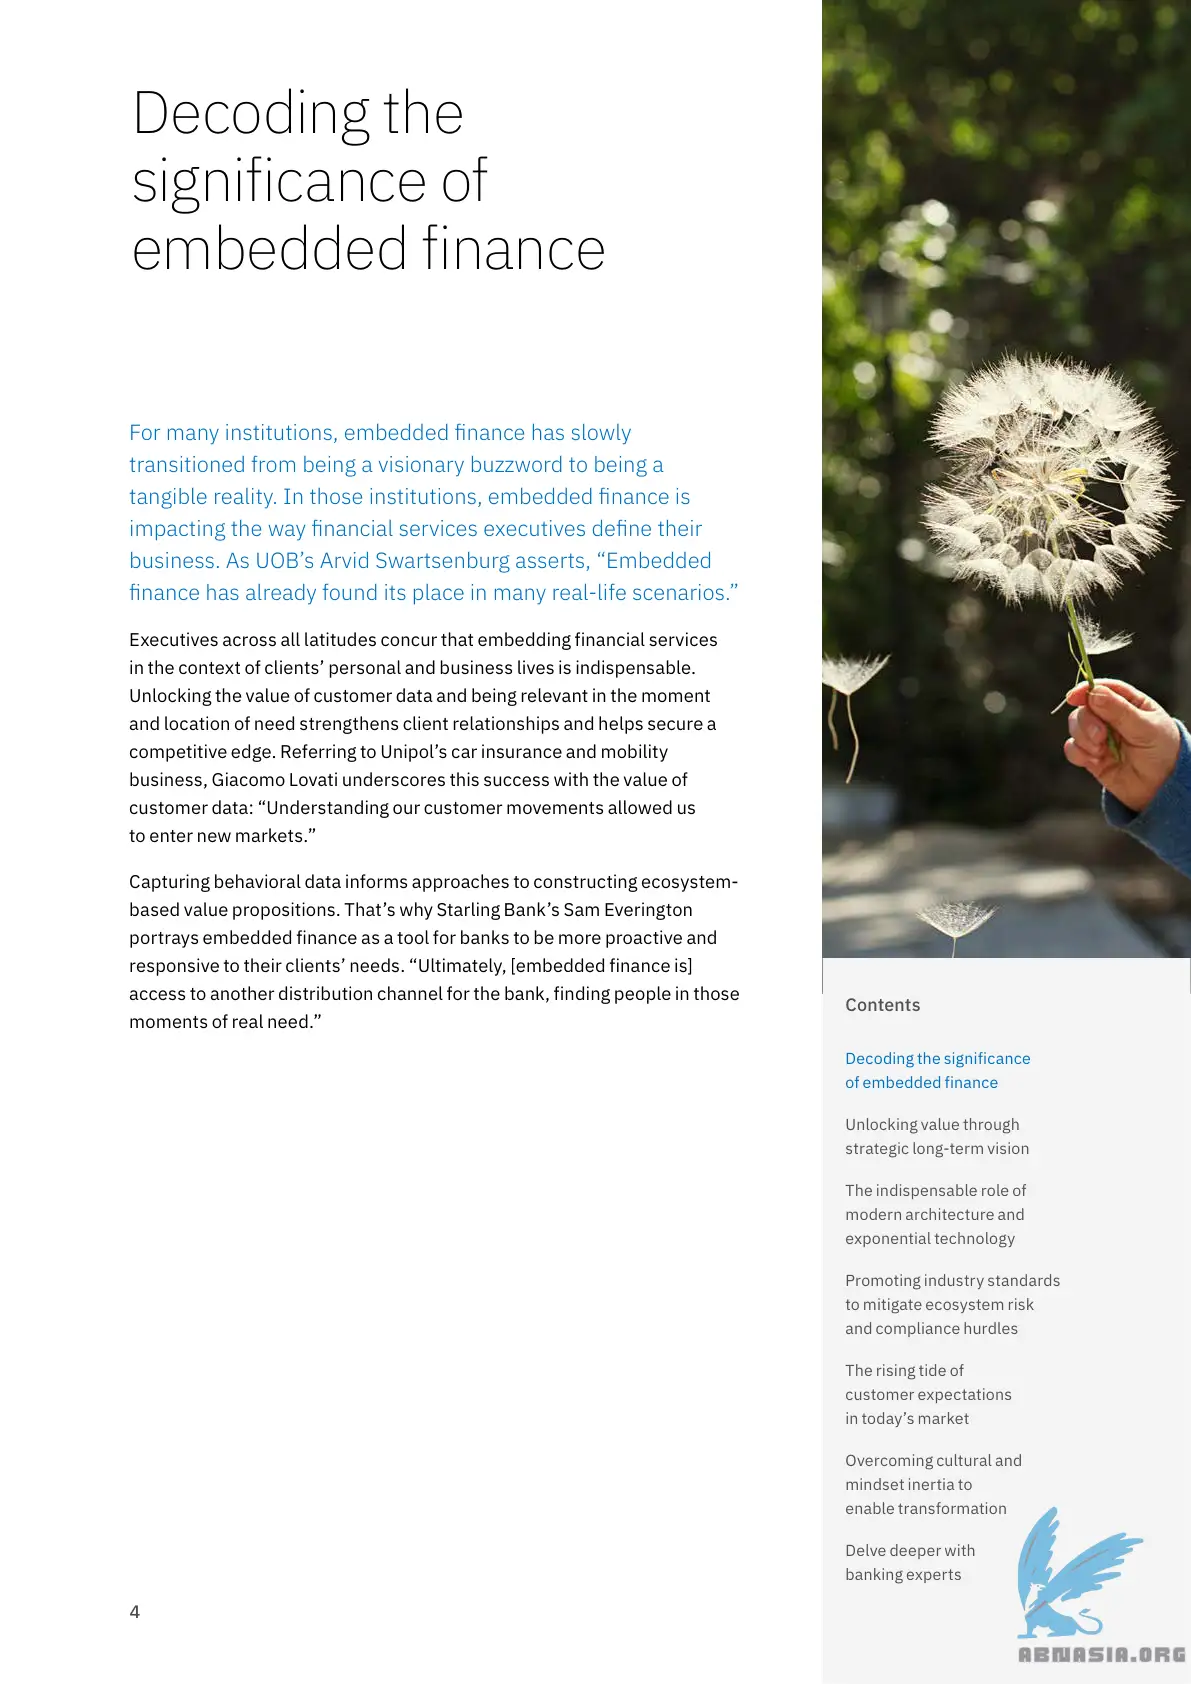 Decoding the
significance of
embedded finance
For many institutions, embedded finance has slowly
transitioned from being a visionary buzzword to being a
tangible reality. In those institutions, embedded finance is
impacting the way financial services executives define their
business. As UOB’s Arvid Swartsenburg asserts, “Embedded
finance has already found its place in many real-life scenarios.”
Executives across all latitudes concur that embedding financial services
in the context of clients’ personal and business lives is indispensable.
Unlocking the value of customer data and being relevant in the moment
and location of need strengthens client relationships and helps secure a
competitive edge. Referring to Unipol’s car insurance and mobility
business, Giacomo Lovati underscores this success with the value of
customer data: “Understanding our customer movements allowed us
to enter new markets.”
Capturing behavioral data informs approaches to constructing ecosystem-
based value propositions. That’s why Starling Bank’s Sam Everington
portrays embedded finance as a tool for banks to be more proactive and
responsive to their clients’ needs. “Ultimately, [embedded finance is]
access to another distribution channel for the bank, finding people in those
moments of real need.”
Contents
Decoding the significance
of embedded finance
Unlocking value through
strategic long-term vision
The indispensable role of
modern architecture and
exponential technology
Promoting industry standards
to mitigate ecosystem risk
and compliance hurdles
The rising tide of
customer expectations
in today’s market
Overcoming cultural and
mindset inertia to
enable transformation
Delve deeper with
banking experts
4
ABNASIA.ORG